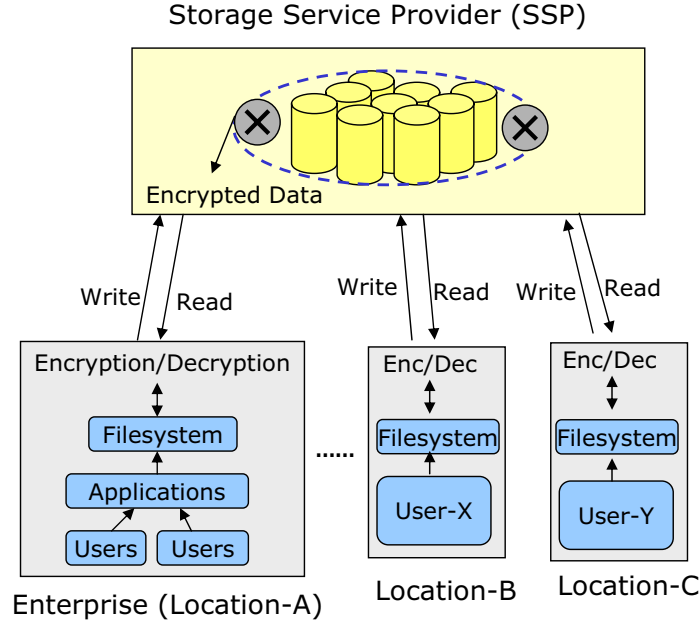 Storage Service Provider (SSP)
Encrypted Data
Write
Read
Write
Read
Write
Read
Encryption/Decryption
Filesystem
Applications
Users
Users
Enterprise (Location-A)
......
Enc/Dec
Filesystem
User-X
Location-B
Enc/Dec
Filesystem
User-Y
Location-C